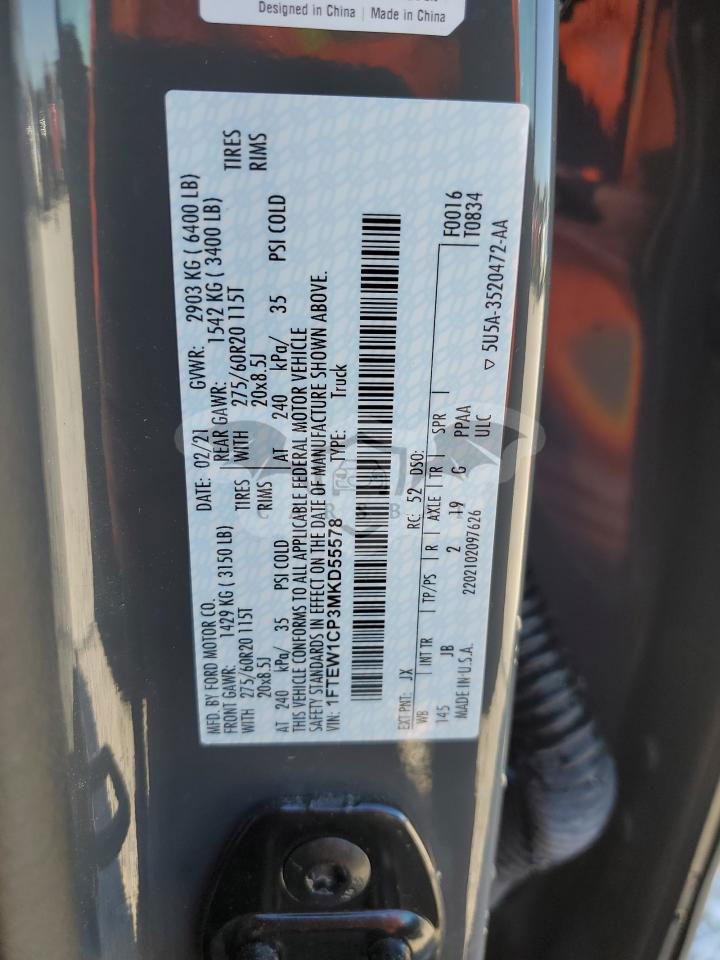 Designed in China | Made in China
MFD. BY FORD MOTOR CO. DATE: 02/21 GVWR: 2903 KG ( 6400 LB)
FRONT GAWR: 1429 KG ( 3150 LB) REAR GAWR: 1542 KG ( 3400 LB)
WITH 275/60R20 115T TIRES WITH 275/60R20 115T TIRES
20x8.5J RIMS 20x8.5J RIMS
AT 240 kPa/ 35 PSI COLD AT 240 kPa/ 35 PSI COLD
THIS VEHICLE CONFORMS TO ALL APPLICABLE FEDERAL MOTOR VEHICLE
SAFETY STANDARDS IN EFFECT ON THE DATE OF MANUFACTURE SHOWN ABOVE.
VIN: 1FTEW1CP3MKD55578 TYPE: Truck
EXT PNT: JX RC: 52 DSO: F0016
WB INT TR TP/PS R AXLE TR SPR T0834
145 JB 2 19 G PPAA
MADE IN U.S.A. 2202102097626 ULC
▽ 5U5A-3520472-AA